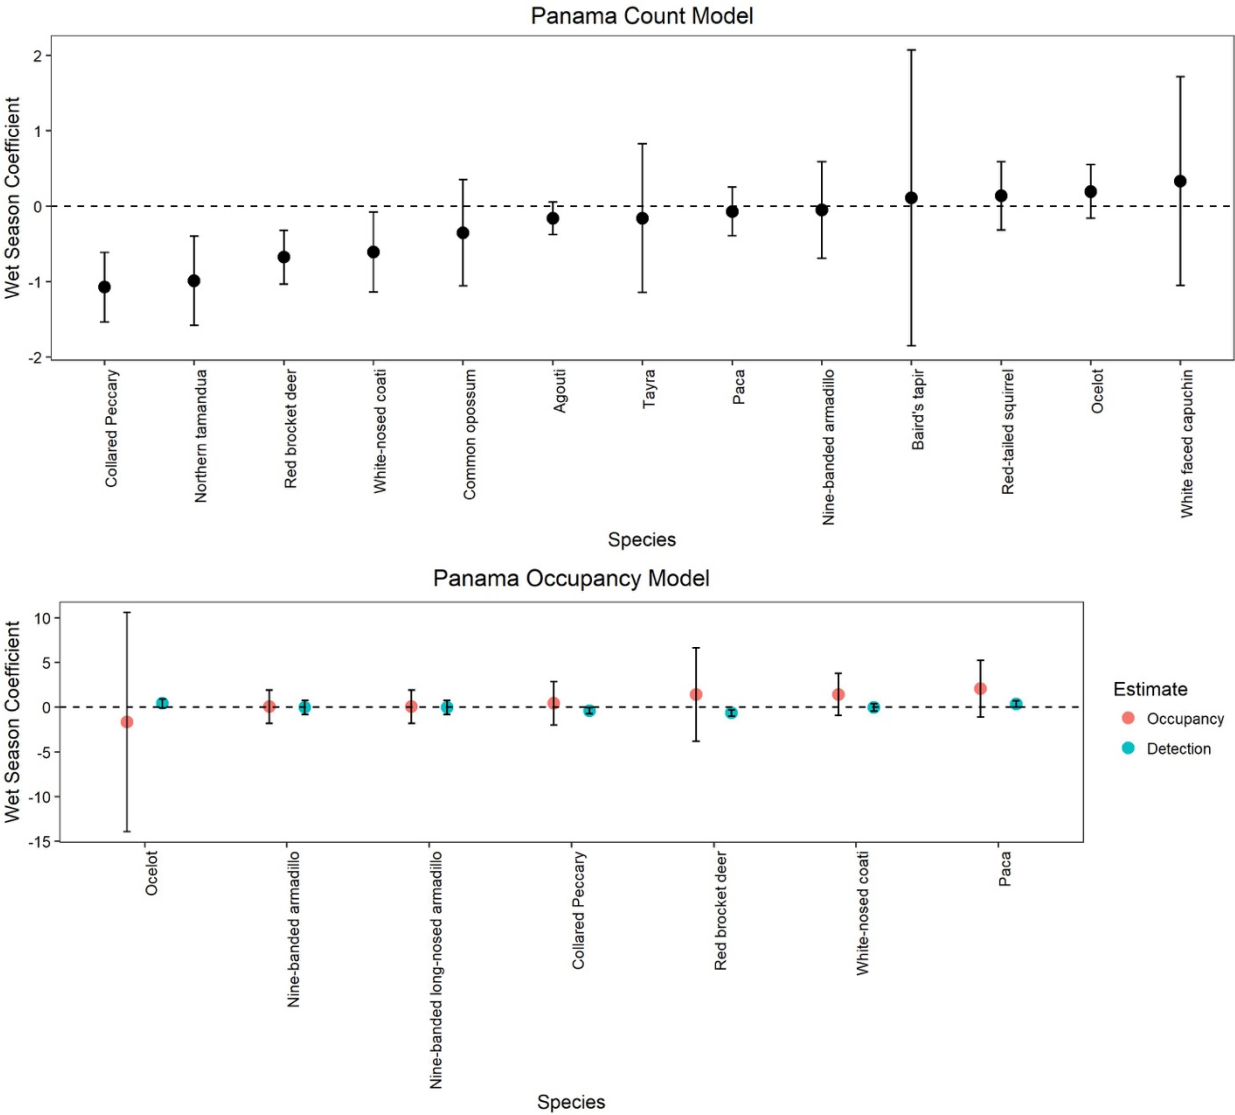 Panama Count Model
Wet Season Coefficient
2
1
0
-1
-2
Collared Peccary
Northern tamandua
Red brocket deer
White-nosed coati
Common opossum
Agouti
Tayra
Paca
Nine-banded armadillo
Baird's tapir
Red-tailed squirrel
Ocelot
White faced capuchin
Species
Panama Occupancy Model
Wet Season Coefficient
10
5
0
-5
-10
-15
Ocelot
Nine-banded armadillo
Nine-banded long-nosed armadillo
Collared Peccary
Red brocket deer
White-nosed coati
Paca
Species
Estimate
Occupancy
Detection